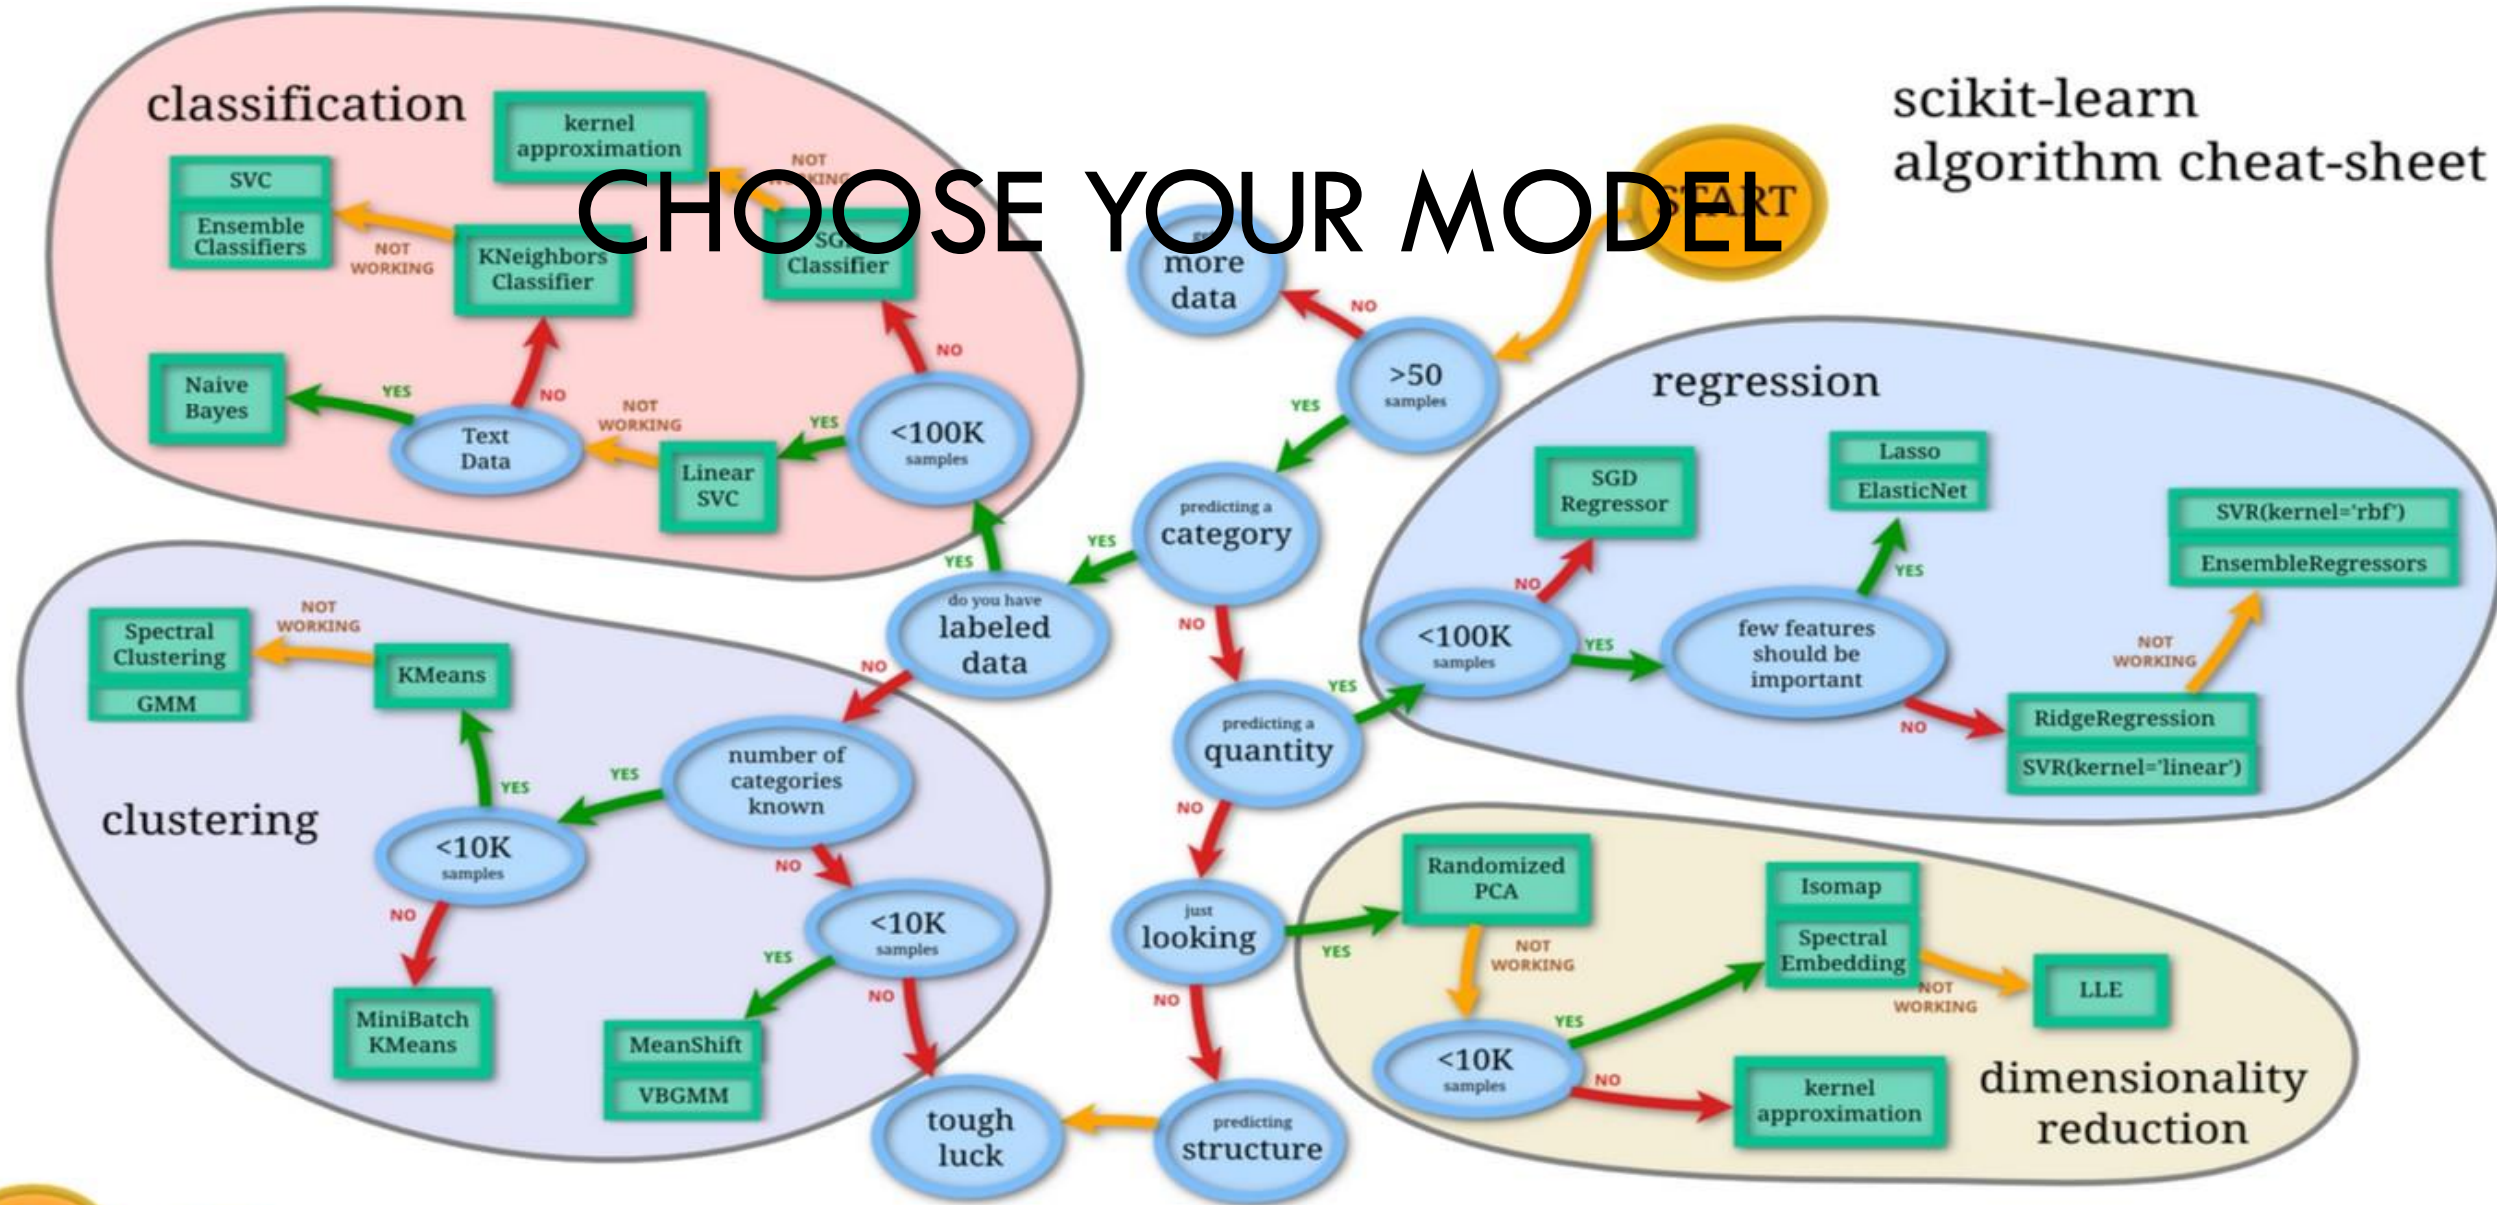 CHOOSE YOUR MODEL
scikit-learn
algorithm cheat-sheet
START
classification
kernel
approximation
NOT
WORKING
SVC
Ensemble
Classifiers
NOT
WORKING
KNeighbors
Classifier
SGD
Classifier
NO
Naive
Bayes
YES
NO
Text
Data
NOT
WORKING
Linear
SVC
YES
<100K
samples
get
more
data
NO
>50
samples
YES
predicting a
category
YES
YES
do you have
labeled
data
NO
NO
predicting a
quantity
YES
NO
just
looking
YES
NO
predicting
structure
tough
luck
regression
SGD
Regressor
Lasso
ElasticNet
SVR(kernel='rbf')
EnsembleRegressors
NO
YES
<100K
samples
YES
few features
should be
important
NOT
WORKING
NO
RidgeRegression
SVR(kernel='linear')
clustering
Spectral
Clustering
GMM
NOT
WORKING
KMeans
YES
YES
number of
categories
known
<10K
samples
NO
NO
<10K
samples
YES
NO
MiniBatch
KMeans
MeanShift
VBGMM
Randomized
PCA
NOT
WORKING
Isomap
Spectral
Embedding
NOT
WORKING
LLE
YES
<10K
samples
NO
kernel
approximation
dimensionality
reduction